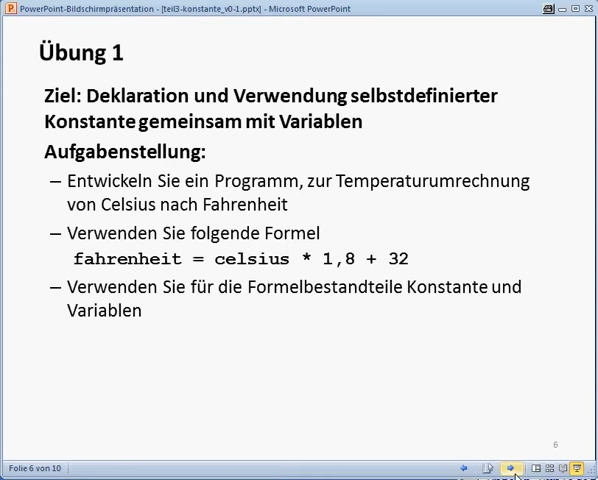 PowerPoint-Bildschirmpräsentation - [teil3-konstante_v0-1.pptx] - Microsoft PowerPoint
Übung 1
Ziel: Deklaration und Verwendung selbstdefinierter
Konstante gemeinsam mit Variablen
Aufgabenstellung:
– Entwickeln Sie ein Programm, zur Temperaturumrechnung
von Celsius nach Fahrenheit
– Verwenden Sie folgende Formel
fahrenheit = celsius * 1,8 + 32
– Verwenden Sie für die Formelbestandteile Konstante und
Variablen
6
Folie 6 von 10